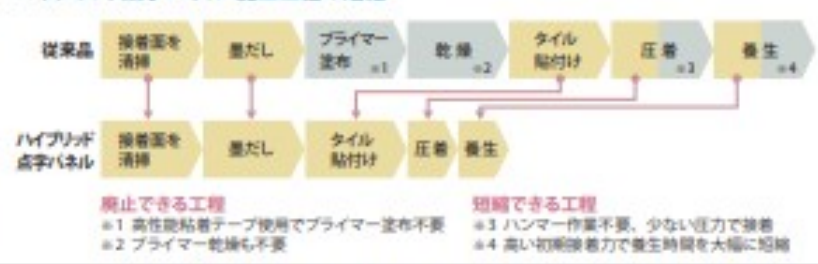 従来品
接着面を
清掃
墨だし
プライマー
塗布 ※1
乾燥 ※2
タイル
貼付け
圧着 ※3
養生 ※4
ハイブリッド
点字パネル
接着面を
清掃
墨だし
タイル
貼付け
圧着
養生
廃止できる工程
※1 高性能粘着テープ使用でプライマー塗布不要
※2 プライマー乾燥も不要
短縮できる工程
※3 ハンマー作業不要、少ない圧力で接着
※4 高い初期接着力で養生時間を大幅に短縮